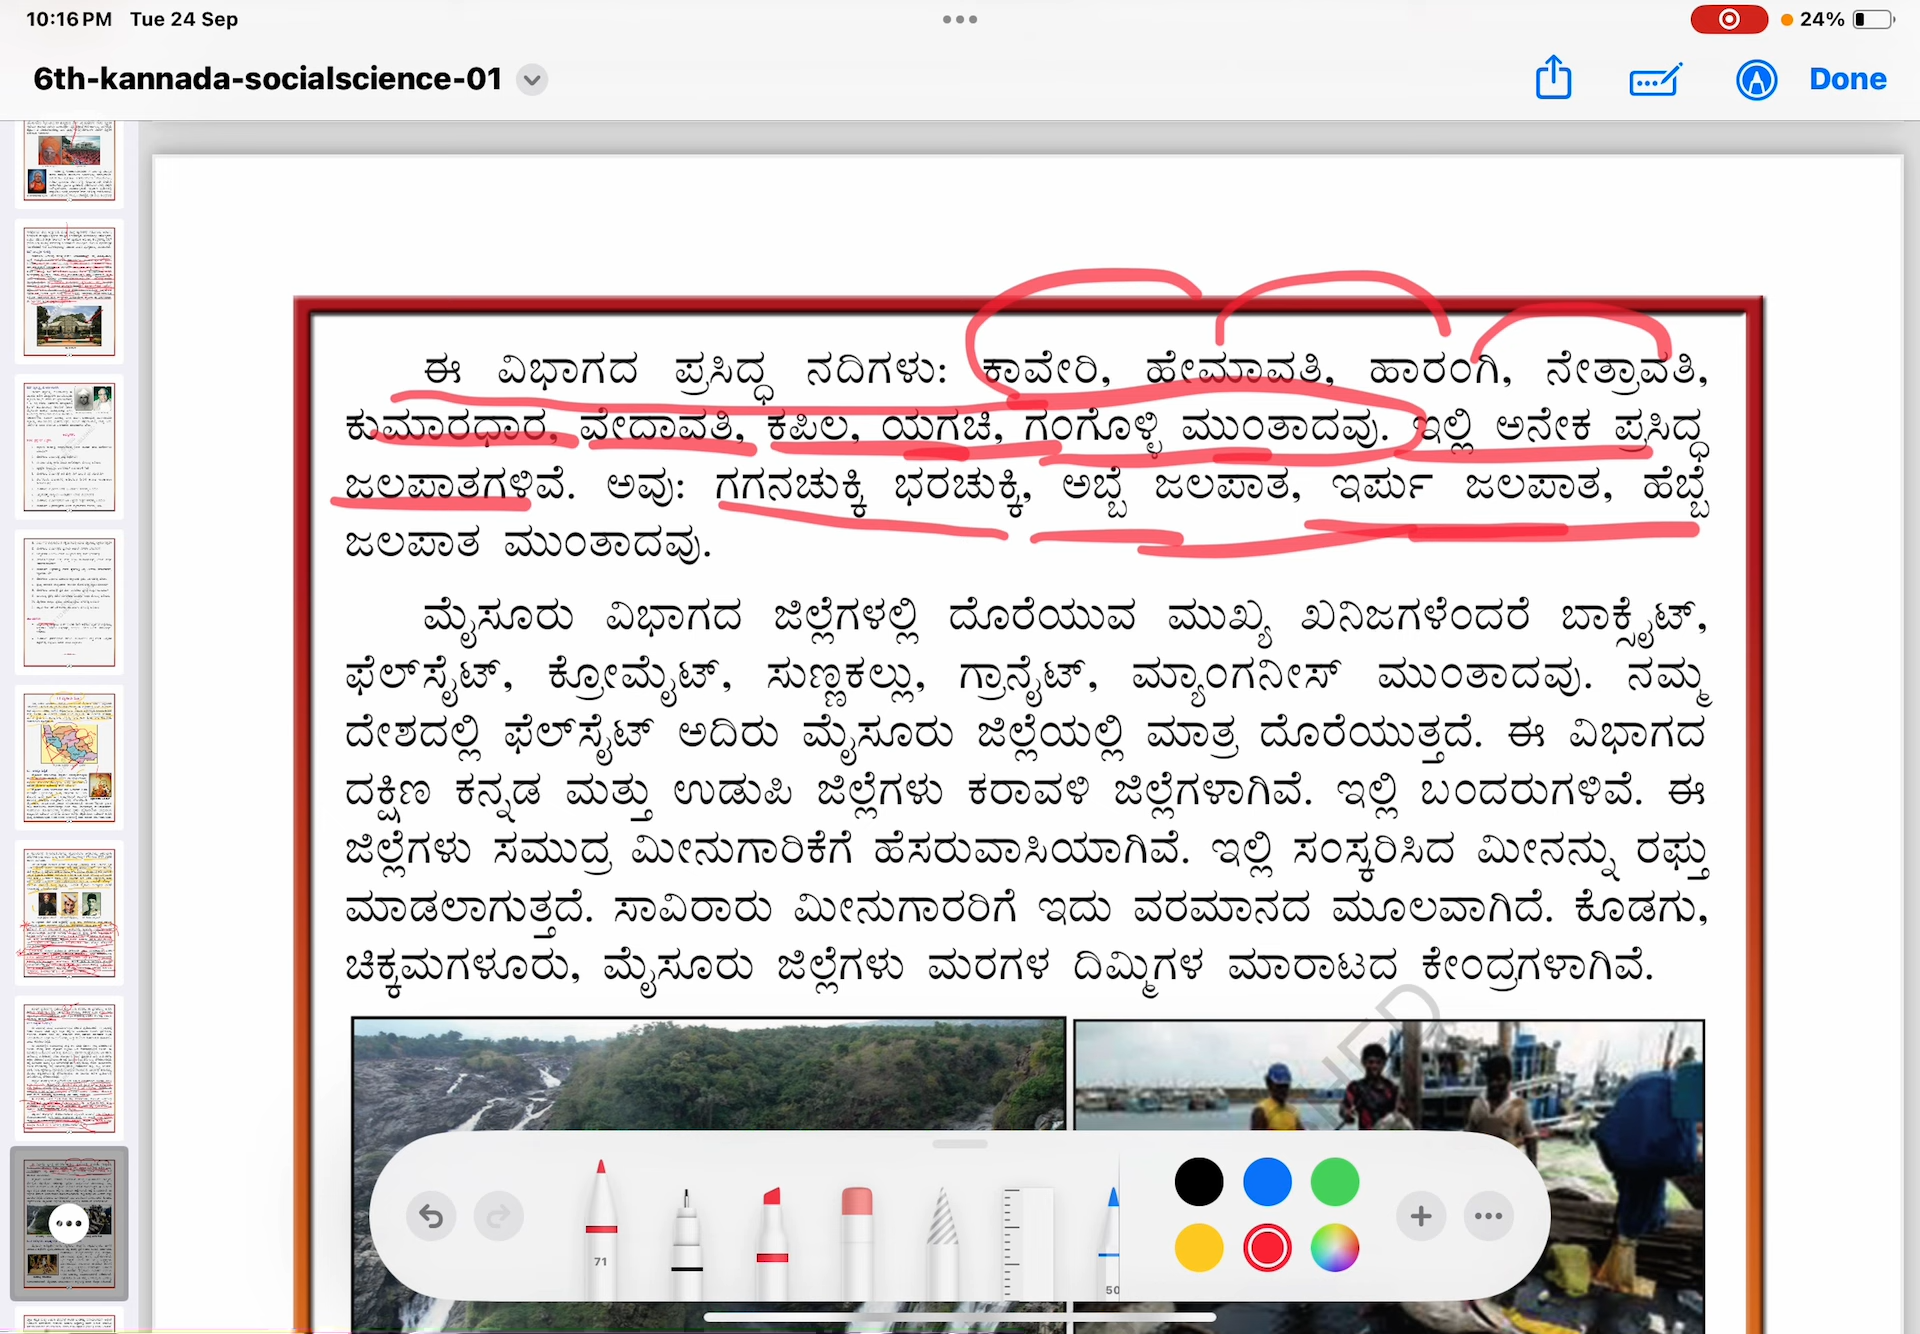 10:16 PM Tue 24 Sep
24%
6th-kannada-socialscience-01
Done
ಈ ವಿಭಾಗದ ಪ್ರಸಿದ್ಧ ನದಿಗಳು: ಕಾವೇರಿ, ಹೇಮಾವತಿ, ಹಾರಂಗಿ, ನೇತ್ರಾವತಿ,
ಕುಮಾರಧಾರ, ವೇದಾವತಿ, ಕಪಿಲ, ಯಗಚಿ, ಗಂಗೊಳ್ಳಿ ಮುಂತಾದವು. ಇಲ್ಲಿ ಅನೇಕ ಪ್ರಸಿದ್ಧ
ಜಲಪಾತಗಳಿವೆ. ಅವು: ಗಗನಚುಕ್ಕಿ ಭರಚುಕ್ಕಿ, ಅಬ್ಬೆ ಜಲಪಾತ, ಇರ್ಪು ಜಲಪಾತ, ಹೆಬ್ಬೆ
ಜಲಪಾತ ಮುಂತಾದವು.
ಮೈಸೂರು ವಿಭಾಗದ ಜಿಲ್ಲೆಗಳಲ್ಲಿ ದೊರೆಯುವ ಮುಖ್ಯ ಖನಿಜಗಳೆಂದರೆ ಬಾಕ್ಸೈಟ್,
ಫೆಲ್‌ಸೈಟ್, ಕ್ರೋಮೈಟ್, ಸುಣ್ಣಕಲ್ಲು, ಗ್ರಾನೈಟ್, ಮ್ಯಾಂಗನೀಸ್ ಮುಂತಾದವು. ನಮ್ಮ
ದೇಶದಲ್ಲಿ ಫೆಲ್‌ಸೈಟ್ ಅದಿರು ಮೈಸೂರು ಜಿಲ್ಲೆಯಲ್ಲಿ ಮಾತ್ರ ದೊರೆಯುತ್ತದೆ. ಈ ವಿಭಾಗದ
ದಕ್ಷಿಣ ಕನ್ನಡ ಮತ್ತು ಉಡುಪಿ ಜಿಲ್ಲೆಗಳು ಕರಾವಳಿ ಜಿಲ್ಲೆಗಳಾಗಿವೆ. ಇಲ್ಲಿ ಬಂದರುಗಳಿವೆ. ಈ
ಜಿಲ್ಲೆಗಳು ಸಮುದ್ರ ಮೀನುಗಾರಿಕೆಗೆ ಹೆಸರುವಾಸಿಯಾಗಿವೆ. ಇಲ್ಲಿ ಸಂಸ್ಕರಿಸಿದ ಮೀನನ್ನು ರಫ್ತು
ಮಾಡಲಾಗುತ್ತದೆ. ಸಾವಿರಾರು ಮೀನುಗಾರರಿಗೆ ಇದು ವರಮಾನದ ಮೂಲವಾಗಿದೆ. ಕೊಡಗು,
ಚಿಕ್ಕಮಗಳೂರು, ಮೈಸೂರು ಜಿಲ್ಲೆಗಳು ಮರಗಳ ದಿಮ್ಮಿಗಳ ಮಾರಾಟದ ಕೇಂದ್ರಗಳಾಗಿವೆ.
71
50